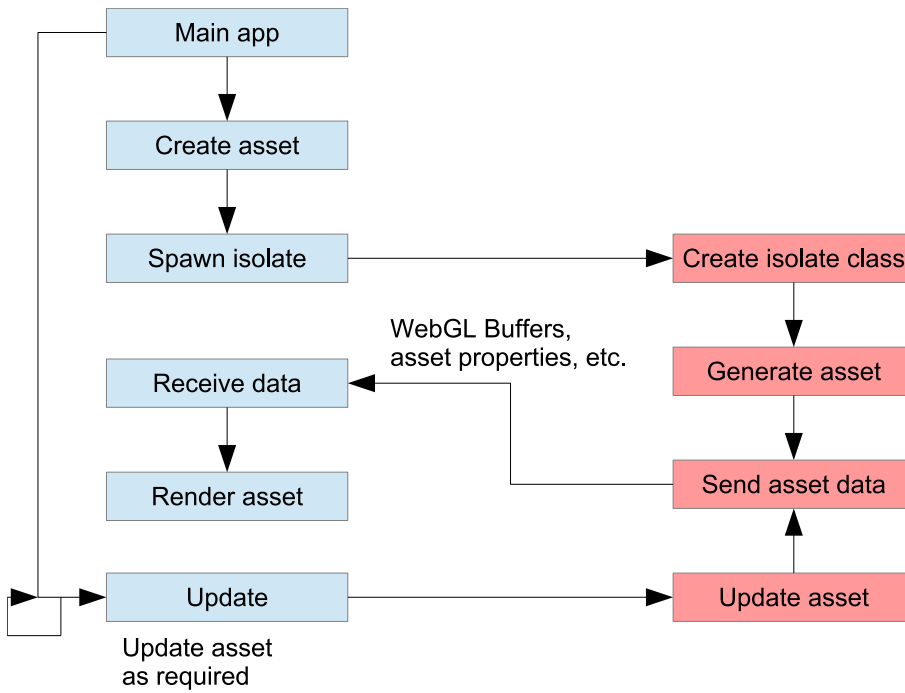 Main app
Create asset
Spawn isolate
Create isolate class
WebGL Buffers,
asset properties, etc.
Receive data
Generate asset
Render asset
Send asset data
Update
Update asset
Update asset
as required